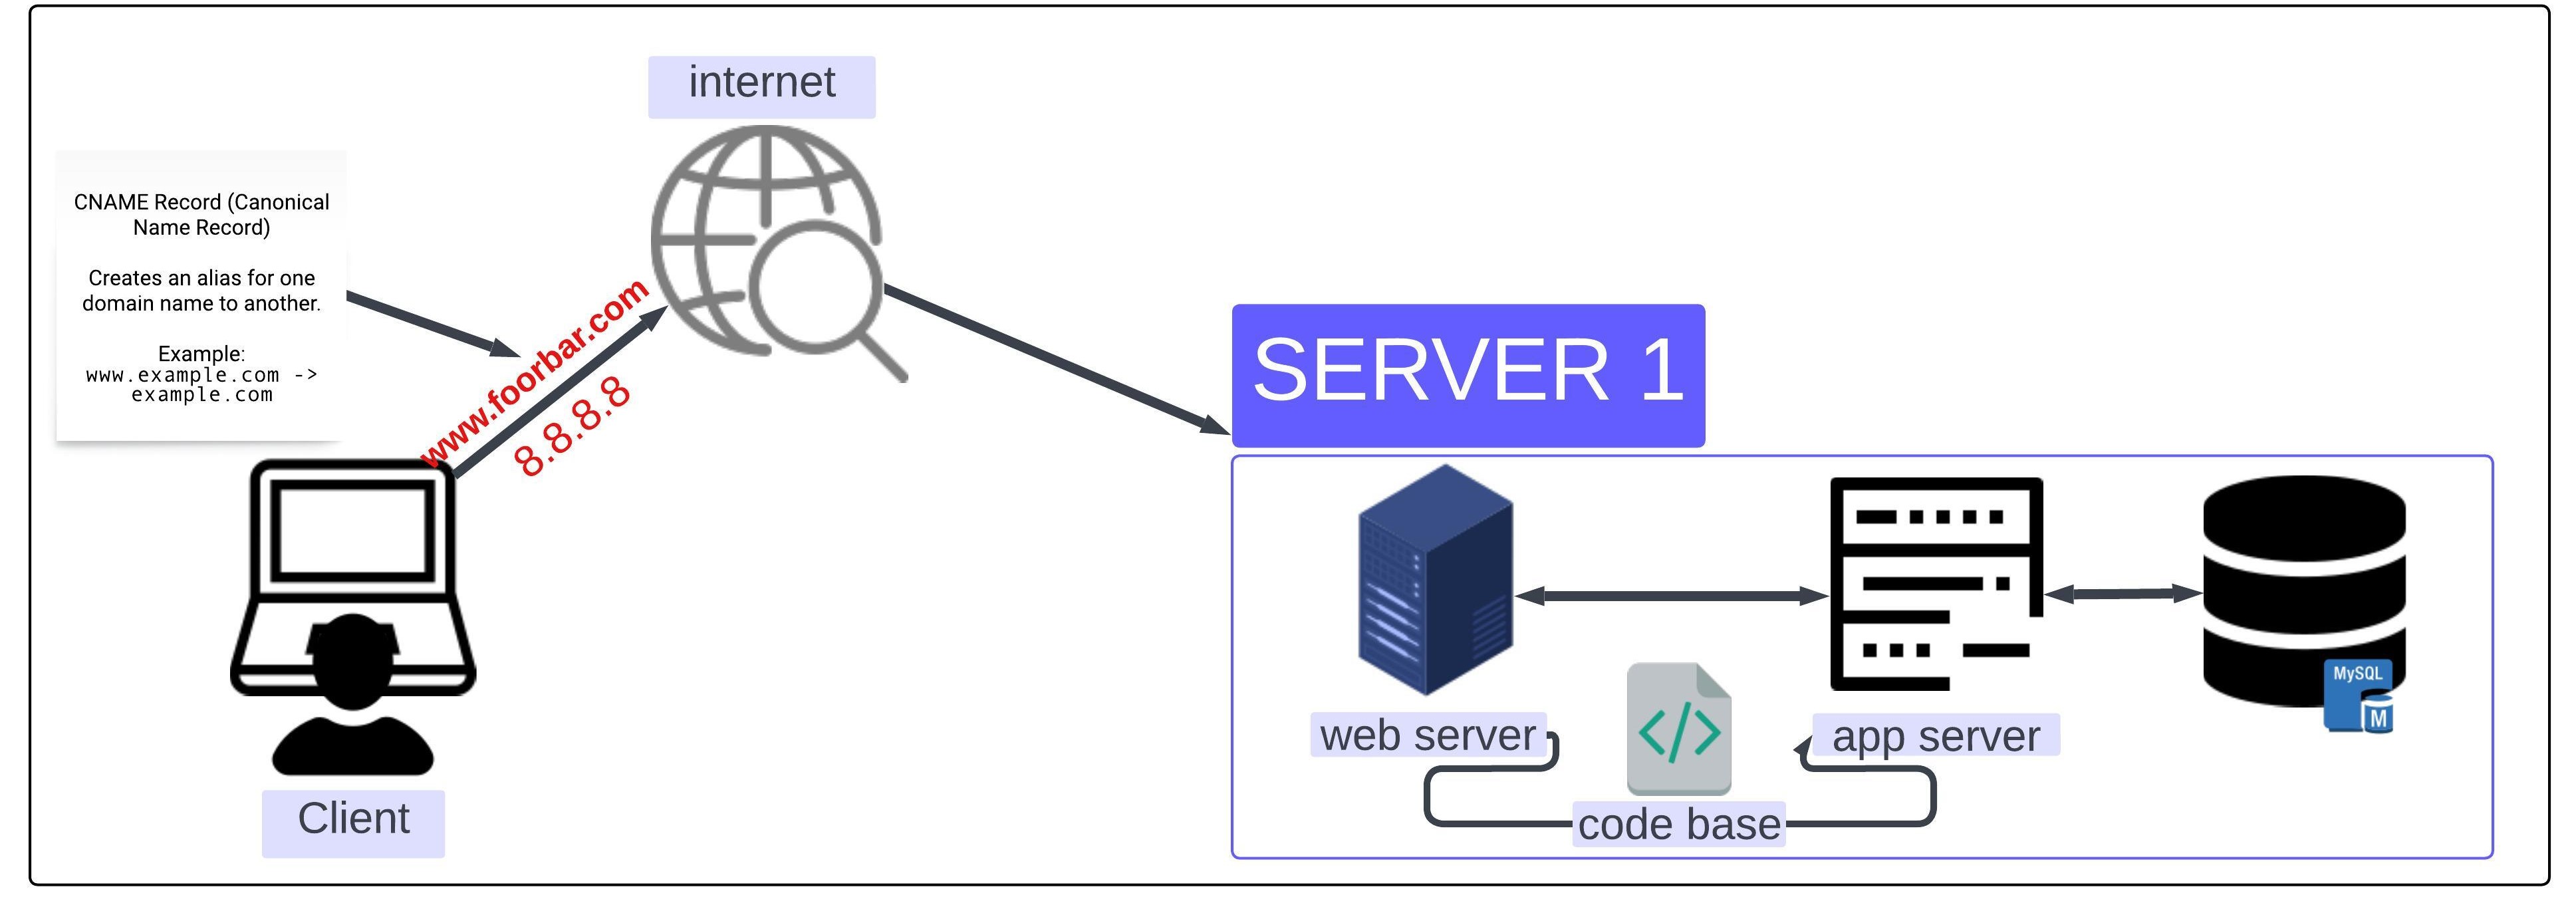 internet
CNAME Record (Canonical
Name Record)
Creates an alias for one
domain name to another.
Example:
www.example.com ->
example.com
www.foorbar.com
8.8.8.8
Client
SERVER 1
MySQL
M
web server
app server
</>
code base